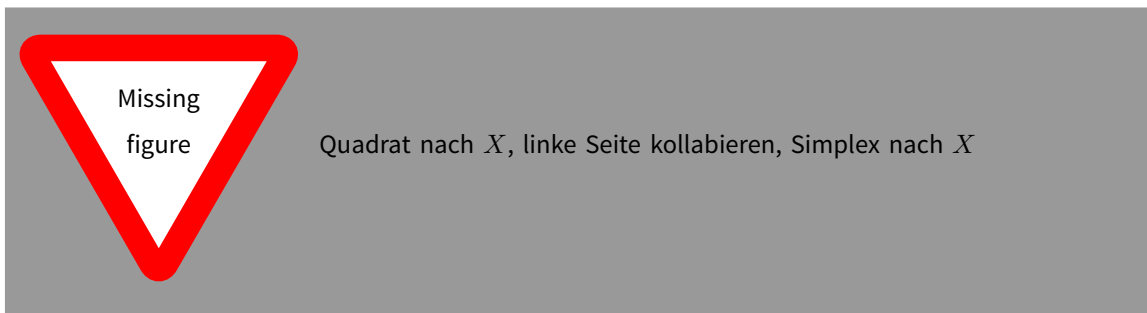 Missing
figure
Quadrat nach X, linke Seite kollabieren, Simplex nach X